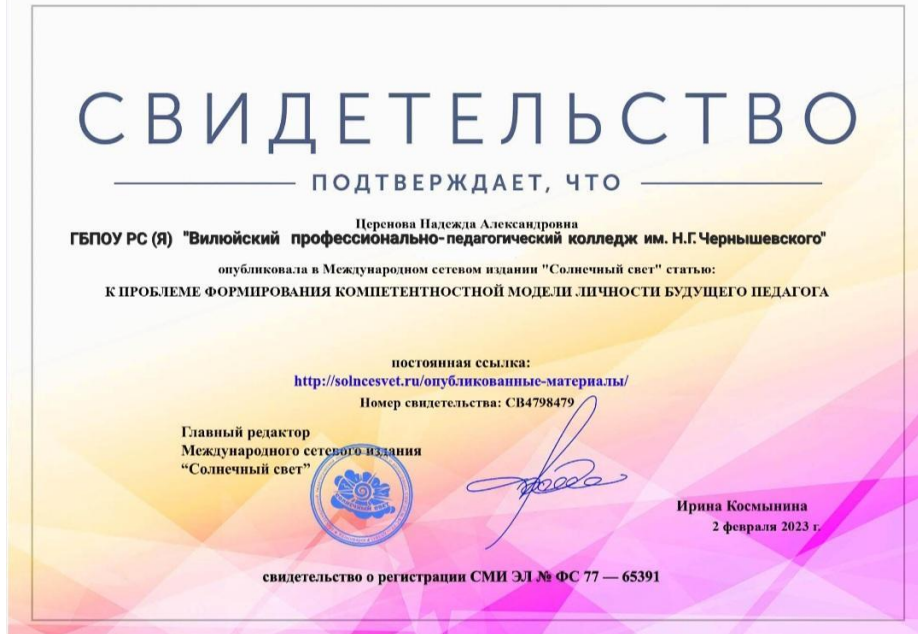 СВИДЕТЕЛЬСТВО
ПОДТВЕРЖДАЕТ, ЧТО
Церенова Надежда Александровна
ГБПОУ РС (Я) "Вилюйский профессионально-педагогический колледж им. Н.Г.Чернышевского"
опубликовала в Международном сетевом издании "Солнечный свет" статью:
К ПРОБЛЕМЕ ФОРМИРОВАНИЯ КОМПЕТЕНТНОСТНОЙ МОДЕЛИ ЛИЧНОСТИ БУДУЩЕГО ПЕДАГОГА
постоянная ссылка:
http://solncesvet.ru/опубликованные-материалы/
Номер свидетельства: СВ4798479
Главный редактор
Международного сетевого издания
“Солнечный свет”
Ирина Космынина
2 февраля 2023 г.
свидетельство о регистрации СМИ ЭЛ № ФС 77 — 65391